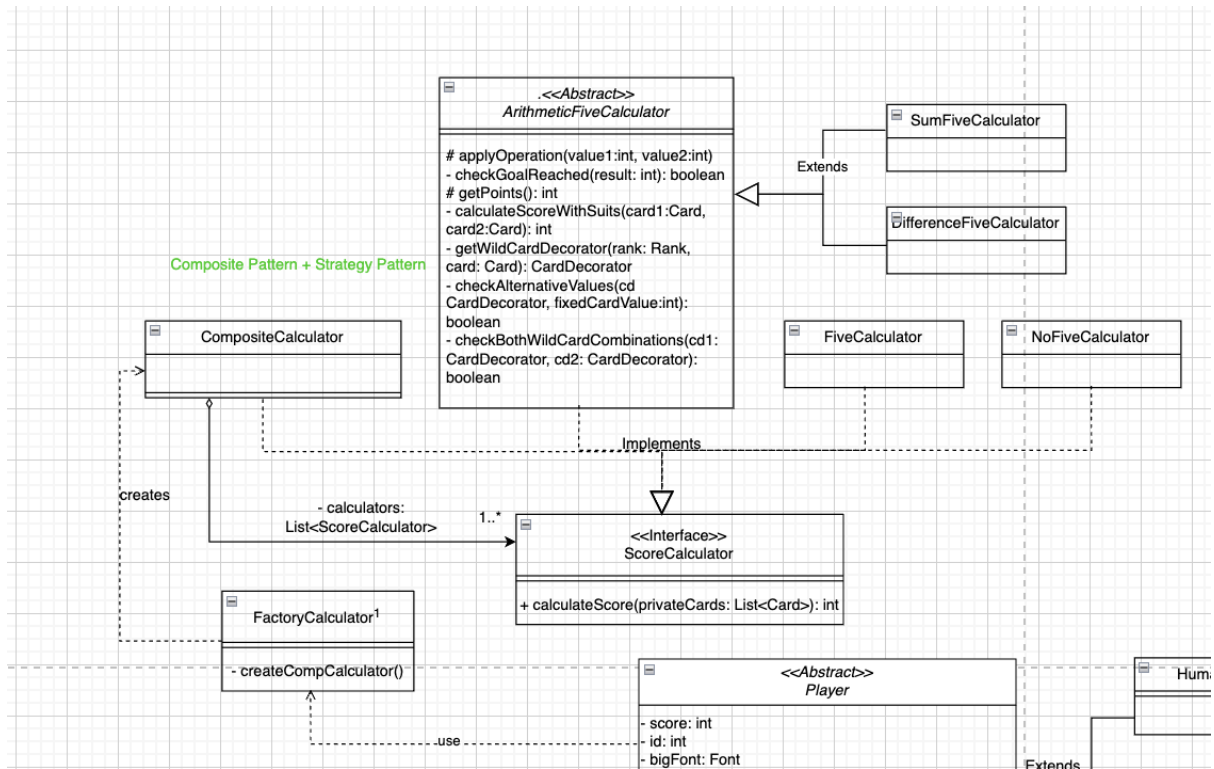 .<<Abstract>>
ArithmeticFiveCalculator
# applyOperation(value1:int, value2:int)
- checkGoalReached(result: int): boolean
# getPoints(): int
- calculateScoreWithSuits(card1:Card,
card2:Card): int
- getWildCardDecorator(rank: Rank,
card: Card): CardDecorator
- checkAlternativeValues(cd
CardDecorator, fixedCardValue:int):
boolean
- checkBothWildCardCombinations(cd1:
CardDecorator, cd2: CardDecorator):
boolean
SumFiveCalculator
Extends
DifferenceFiveCalculator
Composite Pattern + Strategy Pattern
CompositeCalculator
FiveCalculator
NoFiveCalculator
Implements
creates
- calculators:
List<ScoreCalculator>
1..*
<<Interface>>
ScoreCalculator
+ calculateScore(privateCards: List<Card>): int
FactoryCalculator¹
- createCompCalculator()
use
<<Abstract>>
Player
- score: int
- id: int
- bigFont: Font
Huma
Extends